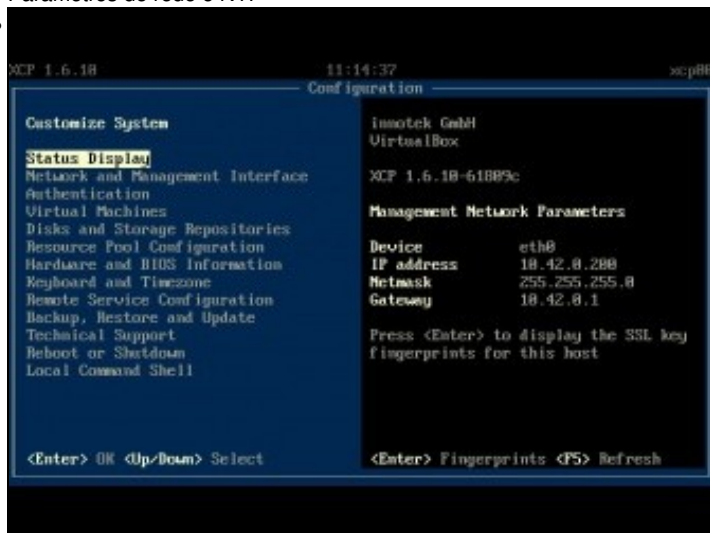 XCP 1.6.10
11:14:37
Configuration
Customize System
Status Display
Network and Management Interface
Authentication
Virtual Machines
Disks and Storage Repositories
Resource Pool Configuration
Hardware and BIOS Information
Keyboard and Timezone
Remote Service Configuration
Backup, Restore and Update
Technical Support
Reboot or Shutdown
Local Command Shell
<Enter> OK <Up/Down> Select
innotek GmbH
VirtualBox
XCP 1.6.10-61809c
Management Network Parameters
Device eth0
IP address 10.42.0.200
Netmask 255.255.255.0
Gateway 10.42.0.1
Press <Enter> to display the SSL key
fingerprints for this host
<Enter> Fingerprints <F5> Refresh